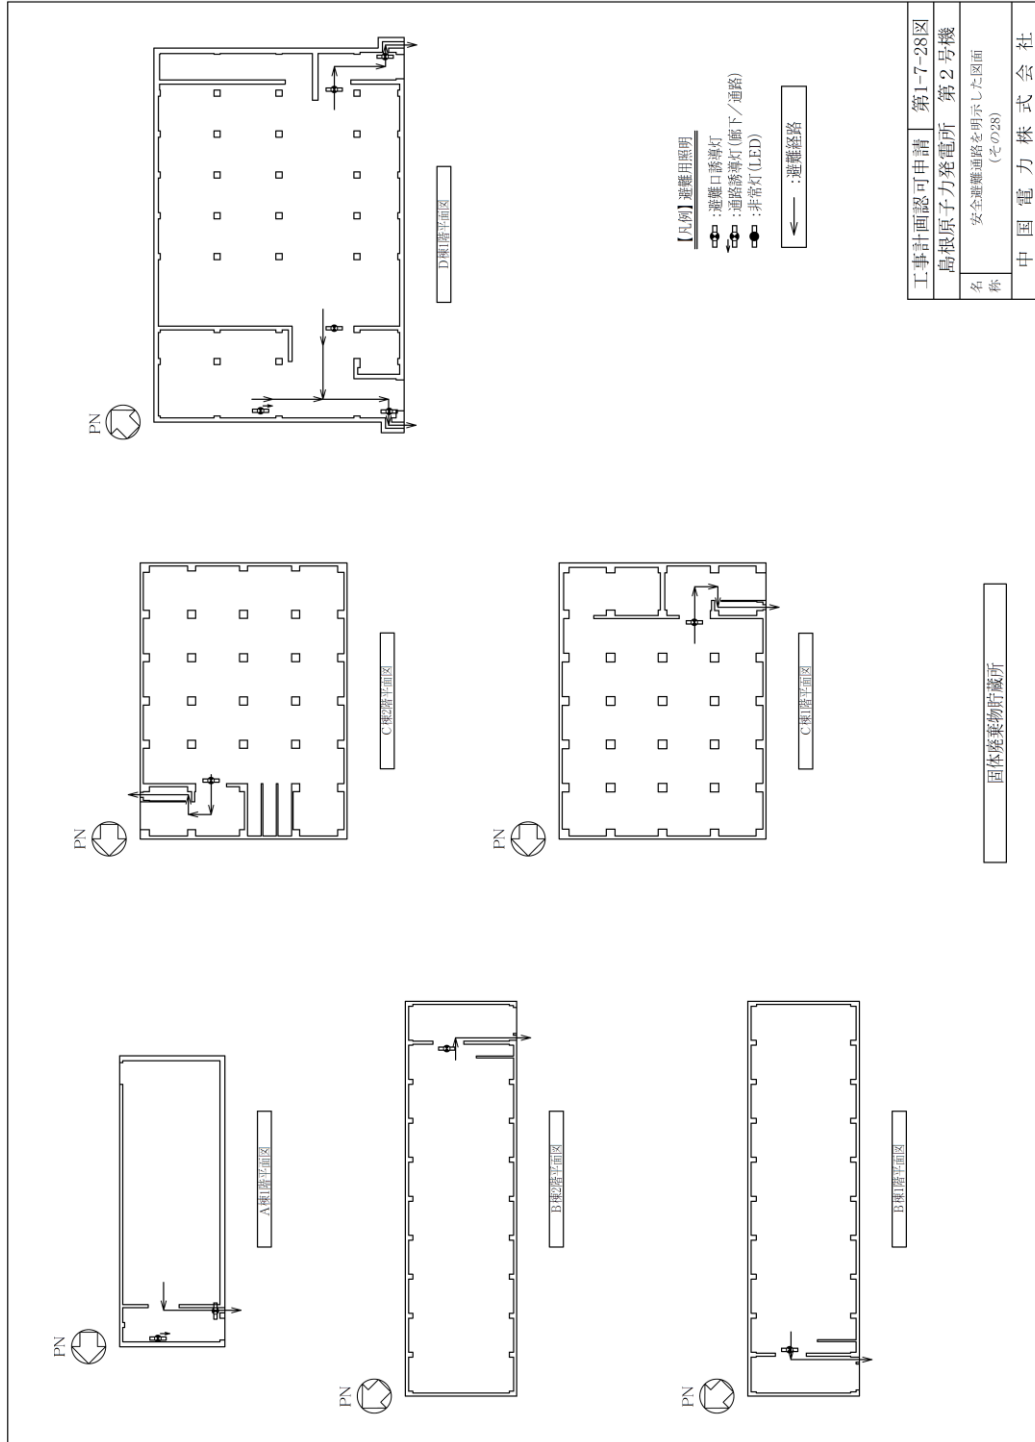 PN
A棟1階平面図
PN
B棟2階平面図
PN
B棟1階平面図
PN
C棟2階平面図
PN
C棟1階平面図
PN
D棟1階平面図
【凡例】避難用照明
:避難口誘導灯
:通路誘導灯(廊下/通路)
:非常灯(LED)
:避難経路
固体廃棄物貯蔵所
工事計画認可申請 第1-7-28図
島根原子力発電所 第2号機
名称
安全避難通路を明示した図面
(その28)
中国電力株式会社